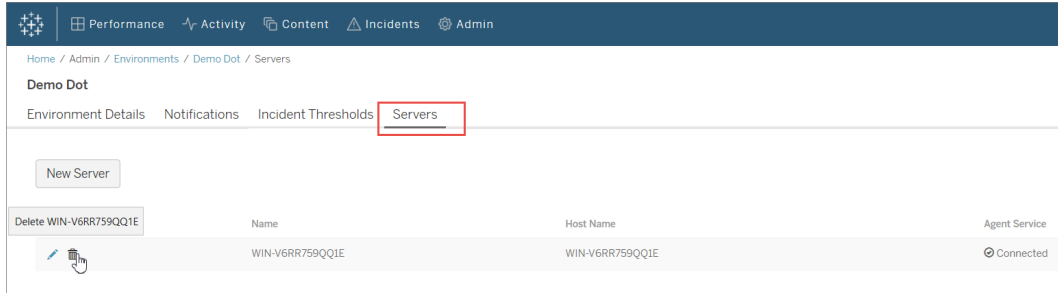 Performance Activity Content Incidents Admin
Home / Admin / Environments / Demo Dot / Servers
Demo Dot
Environment Details Notifications Incident Thresholds Servers
New Server
Delete WIN-V6RR759QQ1E Name Host Name Agent Service
WIN-V6RR759QQ1E WIN-V6RR759QQ1E Connected